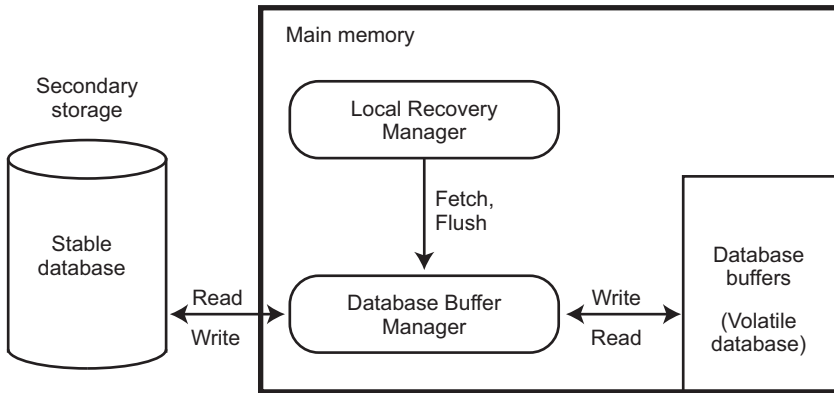 Main memory
Secondary
storage
Local Recovery
Manager
Fetch,
Flush
Stable
database
Database
buffers
(Volatile
database)
Read
Write
Database Buffer
Manager
Write
Read